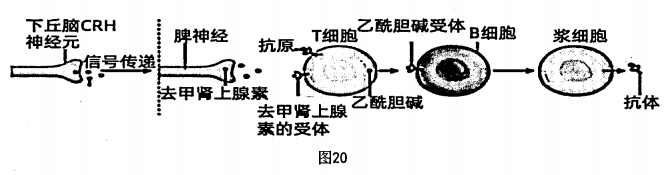 下丘脑CRH
神经元
信号传递
脾神经
去甲肾上腺素
抗原
T细胞
去甲肾上腺
素的受体
乙酰胆碱
乙酰胆碱受体
B细胞
浆细胞
抗体
图20